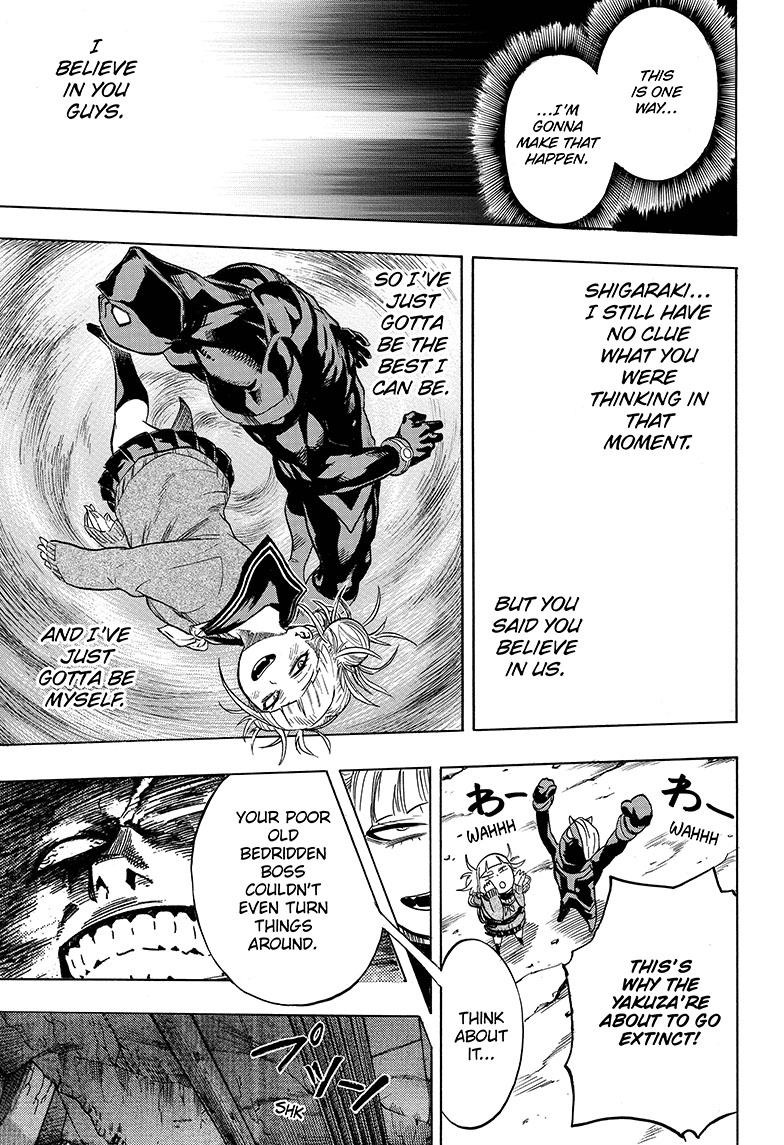 THIS
IS ONE
WAY...
...I'M
GONNA
MAKE THAT
HAPPEN.
I
BELIEVE
IN YOU
GUYS.
SHIGARAKI...
I STILL HAVE
NO CLUE
WHAT YOU
WERE
THINKING IN
THAT
MOMENT.
BUT YOU
SAID YOU
BELIEVE
IN US.
SO I'VE
JUST
GOTTA
BE THE
BEST I
CAN BE.
AND I'VE
JUST
GOTTA BE
MYSELF.
わー
WAHHH
わー
WAHHH
THIS'S
WHY THE
YAKUZA'RE
ABOUT TO GO
EXTINCT!
THINK
ABOUT
IT...
YOUR POOR
OLD
BEDRIDDEN
BOSS
COULDN'T
EVEN TURN
THINGS
AROUND.
プツー
SHK